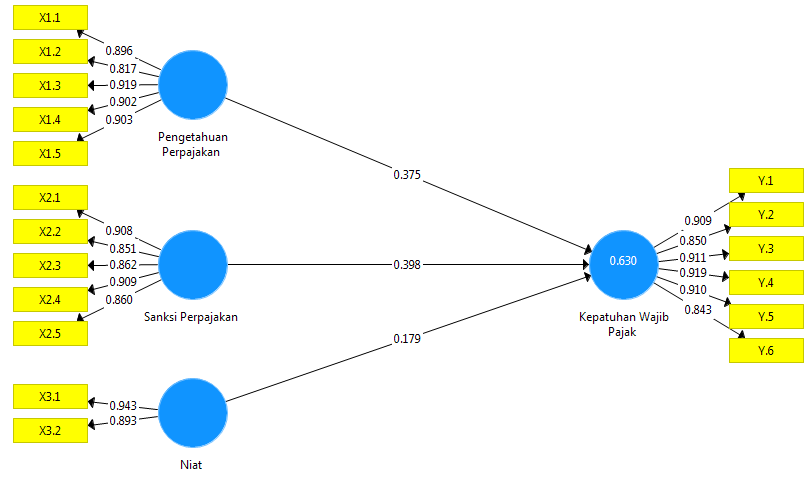 X1.1
X1.2
X1.3
X1.4
X1.5
0.896
0.817
0.919
0.902
0.903
Pengetahuan
Perpajakan
0.375
X2.1
X2.2
X2.3
X2.4
X2.5
0.908
0.851
0.862
0.909
0.860
Sanksi Perpajakan
0.398
X3.1
X3.2
0.943
0.893
Niat
0.179
0.630
Kepatuhan Wajib
Pajak
0.909
0.850
0.911
0.919
0.910
0.843
Y.1
Y.2
Y.3
Y.4
Y.5
Y.6